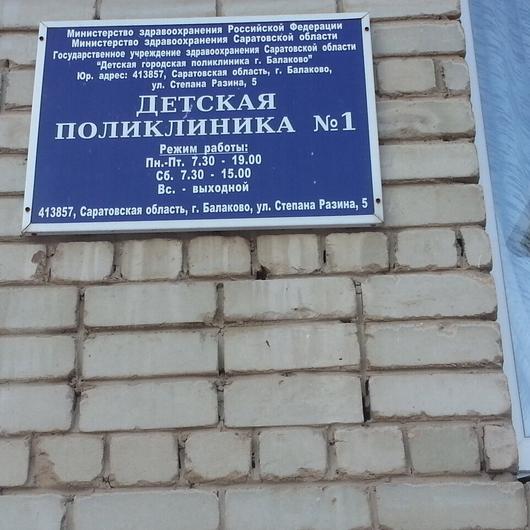 Министерство здравоохранения Российской Федерации
Министерство здравоохранения Саратовской области
Государственное учреждение здравоохранения Саратовской области
"Детская городская поликлиника г. Балаково"
Юр. адрес: 413857, Саратовская область, г. Балаково,
ул. Степана Разина, 5
ДЕТСКАЯ
ПОЛИКЛИНИКА №1
Режим работы:
Пн.-Пт. 7.30 - 19.00
Сб. 7.30 - 15.00
Вс. - выходной
413857, Саратовская область, г. Балаково, ул. Степана Разина, 5